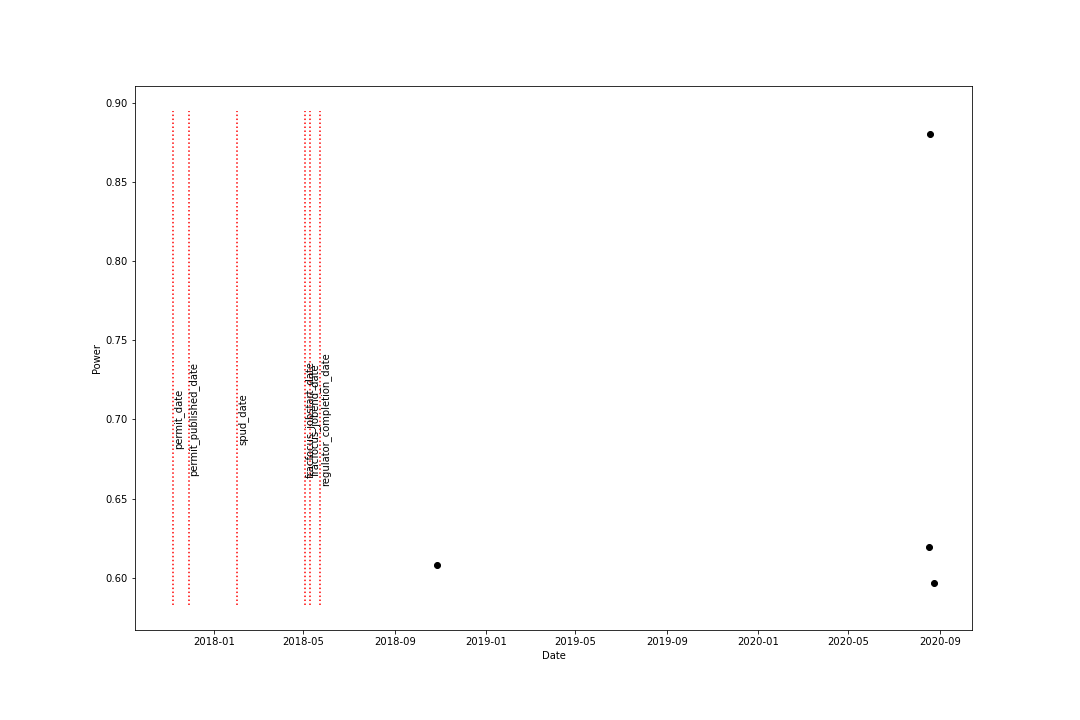 0.90
0.85
0.80
0.75
0.70
0.65
0.60
Power
permit_date
permit_published_date
spud_date
fracfocus_jobstart_date
fracfocus_jobend_date
regulator_completion_date
2018-01
2018-05
2018-09
2019-01
2019-05
2019-09
2020-01
2020-05
2020-09
Date